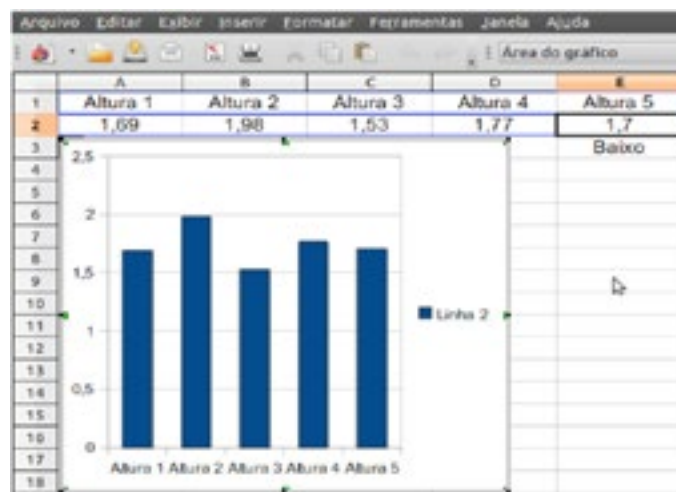 Arquivo Editar Exibir Inserir Formatar Ferramentas Janela Ajuda
Área do gráfico
A B C D E
1 Altura 1 Altura 2 Altura 3 Altura 4 Altura 5
2 1,69 1,98 1,53 1,77 1,7
3 Baixo
4
5
6
7
8
9
10
11
12
13
14
15
16
17
18
2,5
2
1,5
1
0,5
0
Linha 2
Altura 1 Altura 2 Altura 3 Altura 4 Altura 5